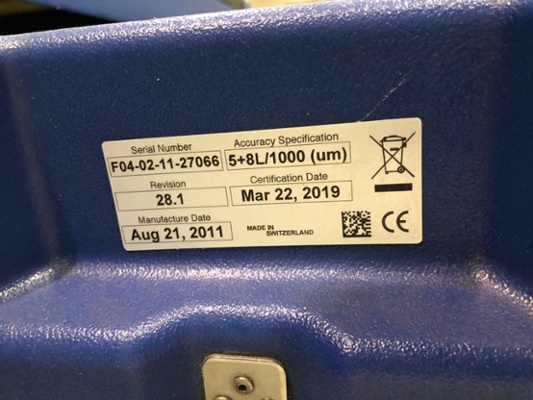 Serial Number
F04-02-11-27066
Accuracy Specification
5+8L/1000 (um)
Revision
28.1
Certification Date
Mar 22, 2019
Manufacture Date
Aug 21, 2011
MADE IN
SWITZERLAND
CE